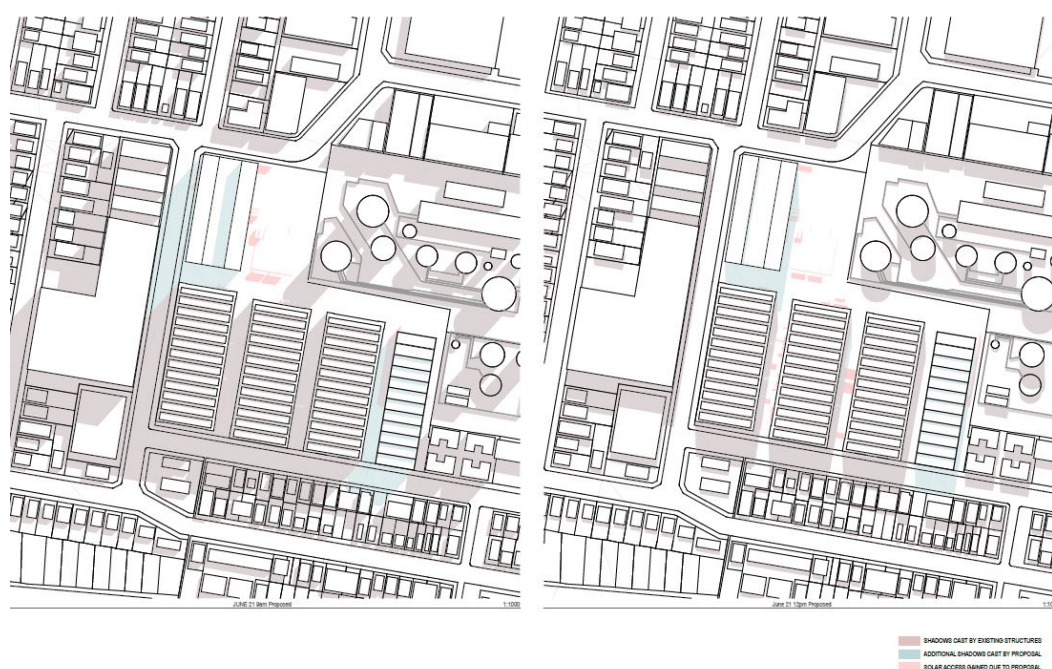 JUNE 21 9am Proposed
1:1000
June 21 12pm Proposed
SHADOWS CAST BY EXISTING STRUCTURES
ADDITIONAL SHADOWS CAST BY PROPOSAL
SOLAR ACCESS GAINED DUE TO PROPOSAL